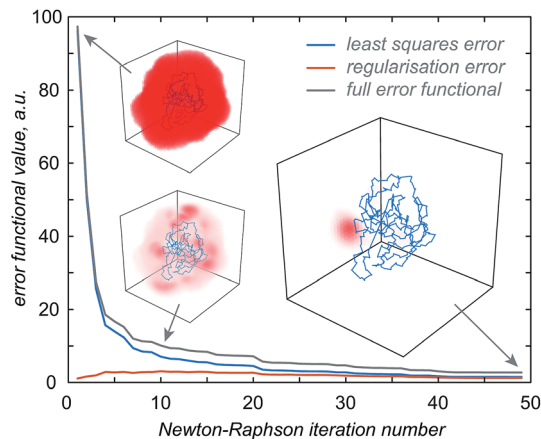 100
80
60
40
20
0
error functional value, a.u.
least squares error
regularisation error
full error functional
0 10 20 30 40 50
Newton-Raphson iteration number